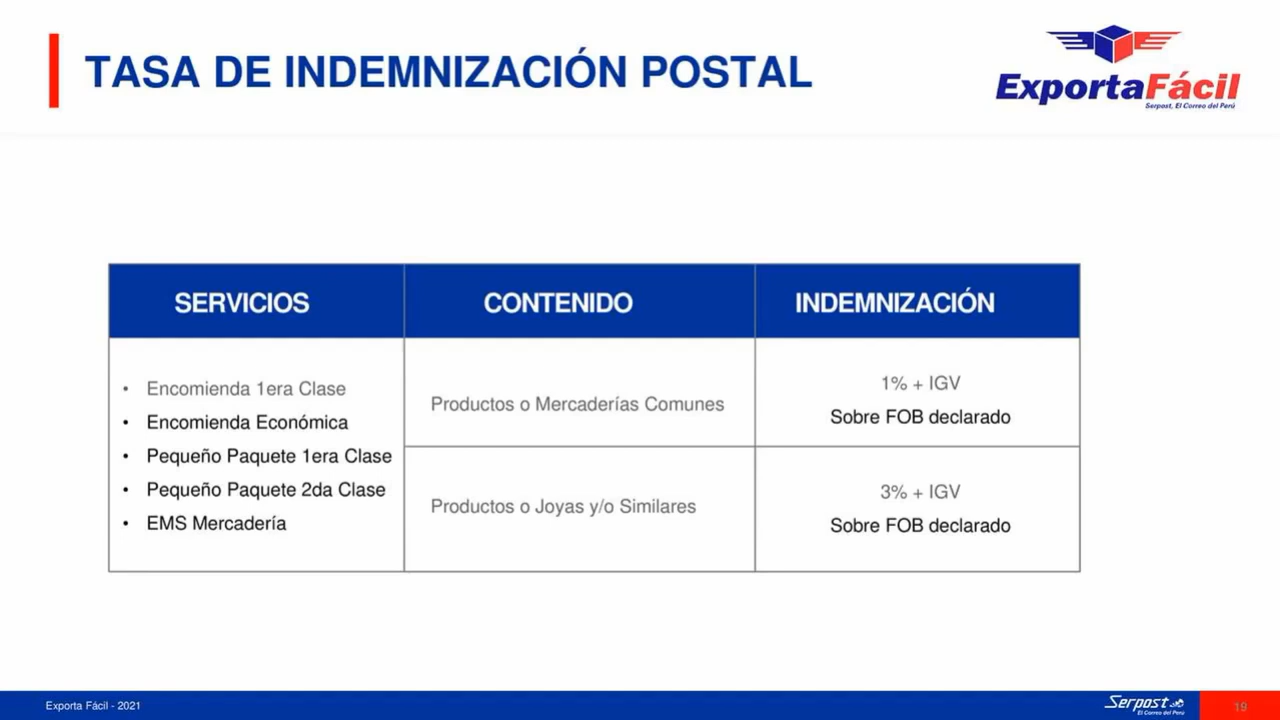 TASA DE INDEMNIZACIÓN POSTAL
ExportaFácil
Serpost, El Correo del Perú
SERVICIOS
CONTENIDO
INDEMNIZACIÓN
• Encomienda 1era Clase
• Encomienda Económica
• Pequeño Paquete 1era Clase
• Pequeño Paquete 2da Clase
• EMS Mercadería
Productos o Mercaderías Comunes
1% + IGV
Sobre FOB declarado
Productos o Joyas y/o Similares
3% + IGV
Sobre FOB declarado
Exporta Fácil - 2021
Serpost
El Correo del Perú
19